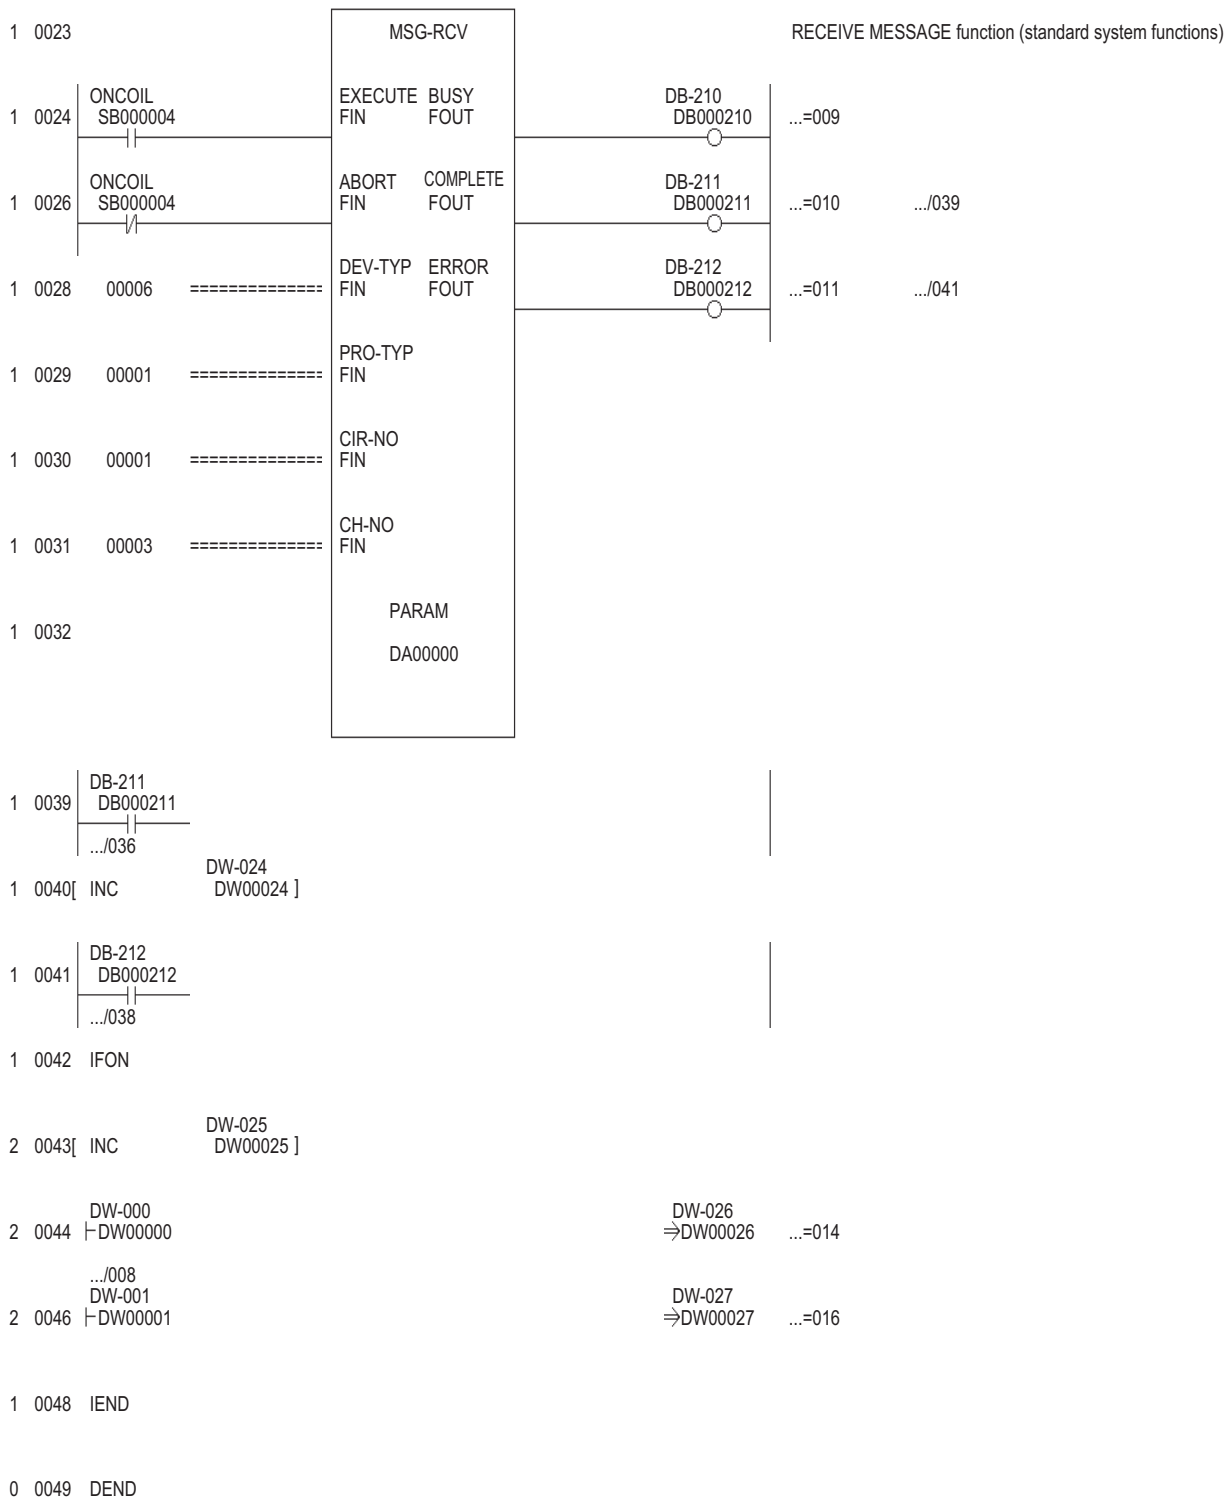 1 0023 MSG-RCV RECEIVE MESSAGE function (standard system functions)
ONCOIL EXECUTE BUSY DB-210
1 0024 SB000004 FIN FOUT DB000210 ...=009
ONCOIL ABORT COMPLETE DB-211
1 0026 SB000004 FIN FOUT DB000211 ...=010 .../039
DEV-TYP ERROR DB-212
1 0028 00006 ============== FIN FOUT DB000212 ...=011 .../041
PRO-TYP
1 0029 00001 ============== FIN
CIR-NO
1 0030 00001 ============== FIN
CH-NO
1 0031 00003 ============== FIN
PARAM
1 0032
DA00000
DB-211
1 0039 DB000211
.../036
DW-024
1 0040[ INC DW00024 ]
DB-212
1 0041 DB000212
.../038
1 0042 IFON
DW-025
2 0043[ INC DW00025 ]
DW-000 DW-026
2 0044 ⊢DW00000 ⇒DW00026 ...=014
.../008
DW-001 DW-027
2 0046 ⊢DW00001 ⇒DW00027 ...=016
1 0048 IEND
0 0049 DEND